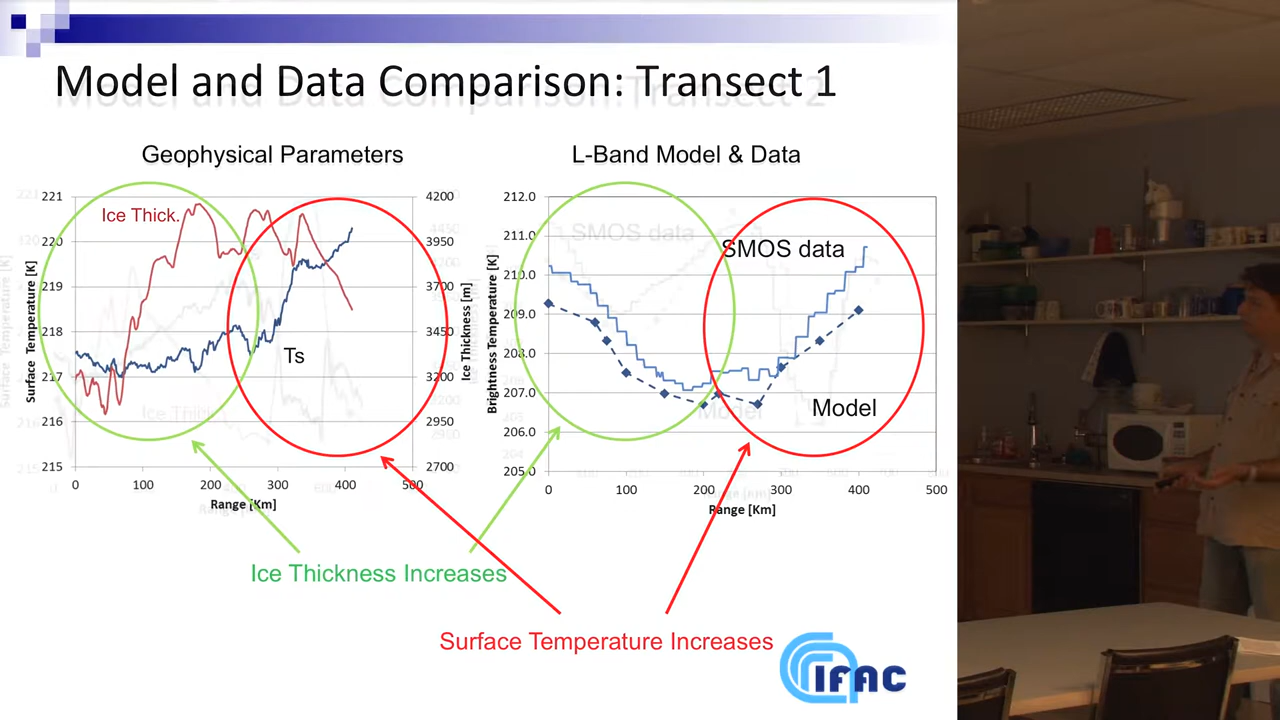 Model and Data Comparison: Transect 1
Geophysical Parameters
L-Band Model & Data
221
220
219
218
217
216
215
Surface Temperature [K]
Ice Thick.
Ts
4200
3950
3700
3450
3200
2950
2700
Ice Thickness [m]
0 100 200 300 400 500
Range [Km]
212.0
211.0
210.0
209.0
208.0
207.0
206.0
205.0
Brightness Temperature [K]
SMOS data
SMOS data
Model
Model
0 100 200 300 400 500
Range [Km]
Ice Thickness Increases
Surface Temperature Increases
IFAC